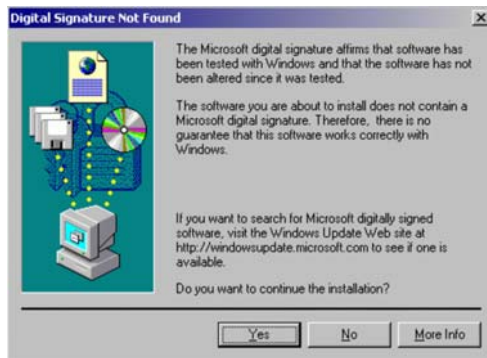 Digital Signature Not Found
The Microsoft digital signature affirms that software has
been tested with Windows and that the software has not
been altered since it was tested.
The software you are about to install does not contain a
Microsoft digital signature. Therefore, there is no
guarantee that this software works correctly with
Windows.
If you want to search for Microsoft digitally signed
software, visit the Windows Update Web site at
http://windowsupdate.microsoft.com to see if one is
available.
Do you want to continue the installation?
Yes No More Info